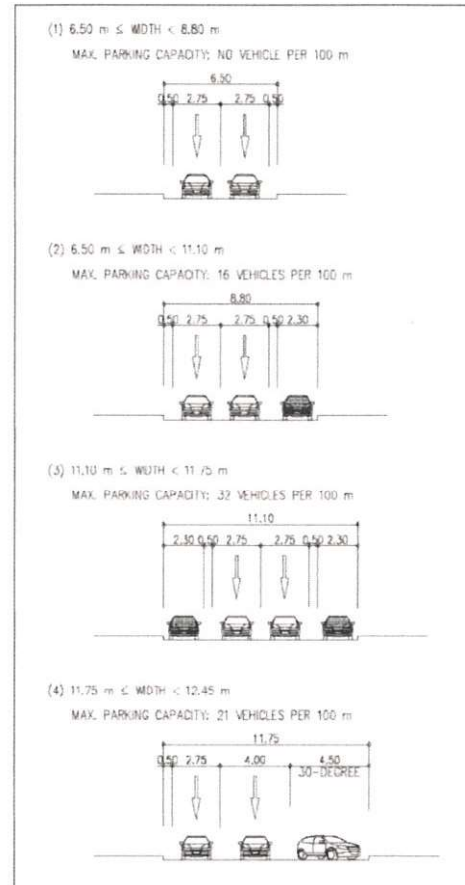 (1) 6.50 m ≤ WIDTH < 8.80 m
MAX. PARKING CAPACITY: NO VEHICLE PER 100 m
6.50
0.50 2.75 2.75 0.50
(2) 6.50 m ≤ WIDTH < 11.10 m
MAX. PARKING CAPACITY: 16 VEHICLES PER 100 m
8.80
0.50 2.75 2.75 0.50 2.30
(3) 11.10 m ≤ WIDTH < 11.75 m
MAX. PARKING CAPACITY: 32 VEHICLES PER 100 m
11.10
2.30 0.50 2.75 2.75 0.50 2.30
(4) 11.75 m ≤ WIDTH < 12.45 m
MAX. PARKING CAPACITY: 21 VEHICLES PER 100 m
11.75
0.50 2.75 4.00 4.50
30-DEGREE